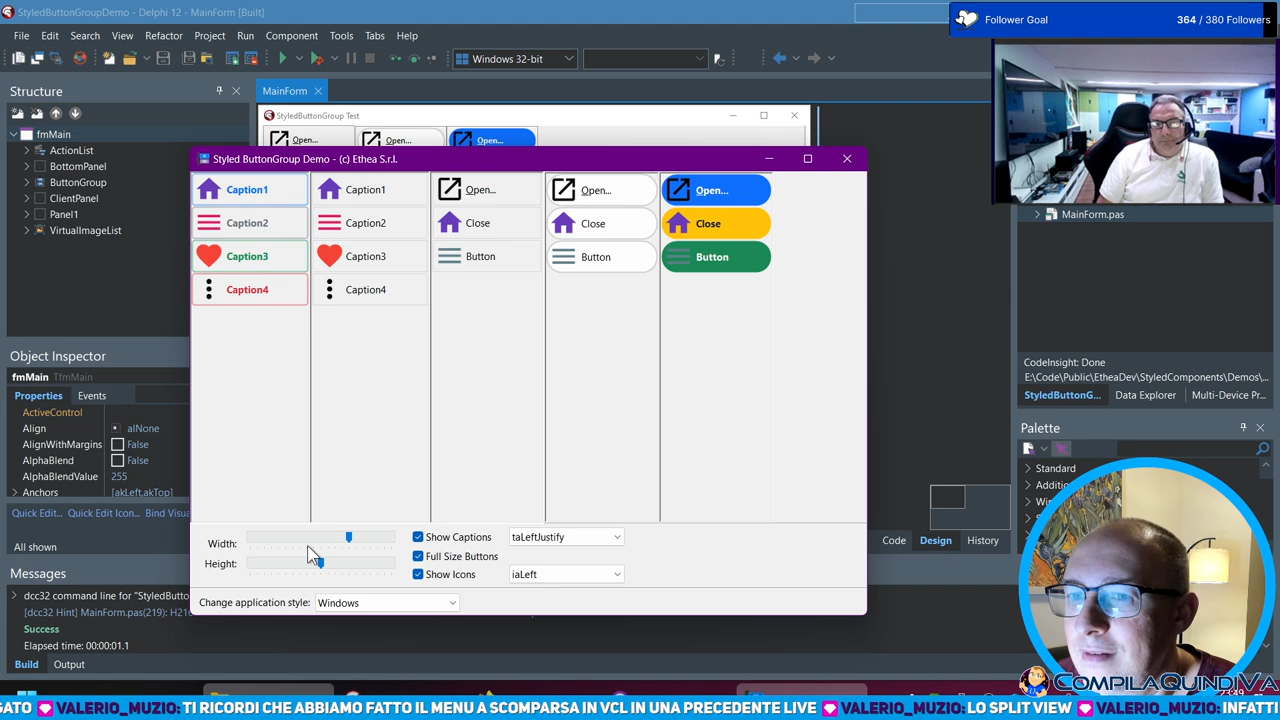 StyledButtonGroupDemo - Delphi 12 - MainForm [Built]
Follower Goal
364 / 380 Followers
File Edit Search View Refactor Project Run Component Tools Tabs Help
Windows 32-bit
Structure
MainForm
fmMain
ActionList
BottomPanel
ButtonGroup
ClientPanel
Panel1
VirtualImageList
StyledButtonGroup Test
Open...
Open...
Open...
Styled ButtonGroup Demo - (c) Ethea S.r.l.
Caption1
Caption2
Caption3
Caption4
Caption1
Caption2
Caption3
Caption4
Open...
Close
Button
Open...
Close
Button
Open...
Close
Button
Width:
Height:
Show Captions
Full Size Buttons
Show Icons
taLeftJustify
iaLeft
Change application style:
Windows
MainForm.pas
CodeInsight: Done
E:\Code\Public\EtheaDev\StyledComponents\Demos\...
StyledButtonG... Data Explorer Multi-Device Pr...
Palette
Standard
Code Design History
Object Inspector
fmMain TfmMain
Properties Events
ActiveControl
Align alNone
AlignWithMargins False
AlphaBlend False
AlphaBlendValue 255
Anchors [akLeft,akTop]
Quick Edit... Quick Edit Icon... Bind Visua
All shown
Messages
dcc32 command line for "StyledButto
[dcc32 Hint] MainForm.pas(219): H21
Success
Elapsed time: 00:00:01.1
Build Output
CompilaQuindiVa
GATO VALERIO_MUZIO: TI RICORDI CHE ABBIAMO FATTO IL MENU A SCOMPARSA IN VCL IN UNA PRECEDENTE LIVE VALERIO_MUZIO: LO SPLIT VIEW VALERIO_MUZIO: INFATTI